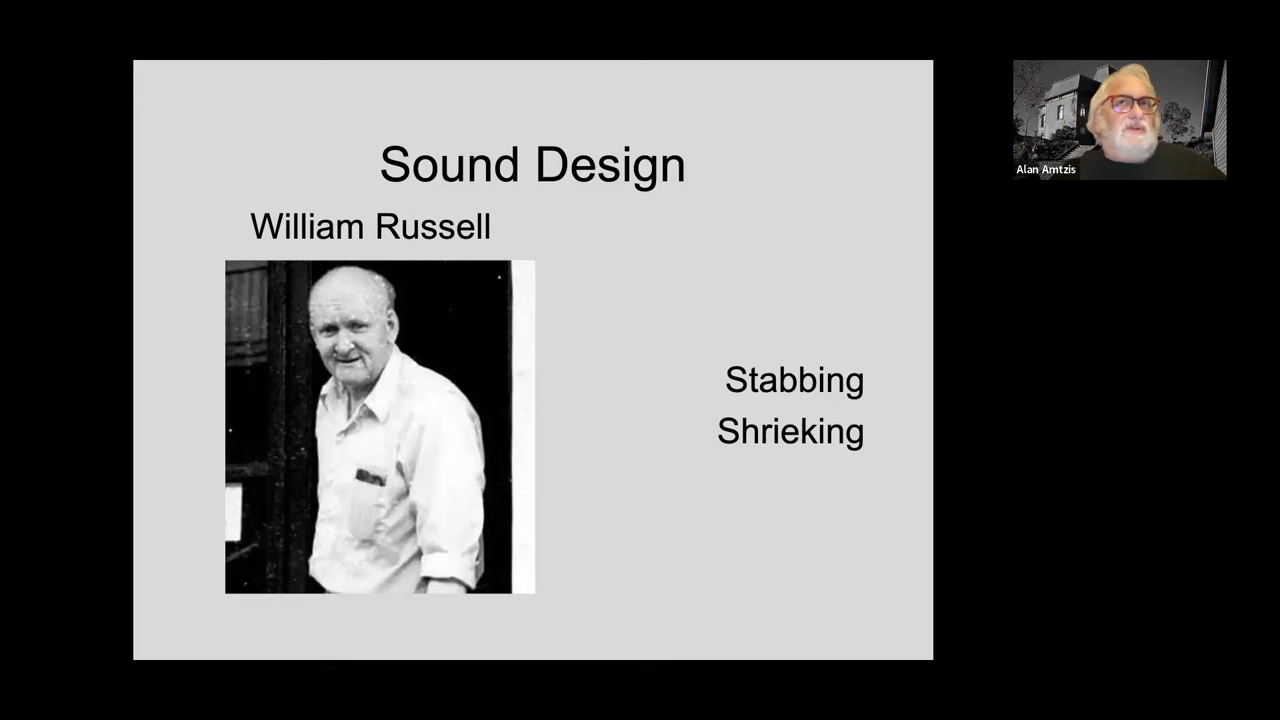 Sound Design
William Russell
Stabbing
Shrieking
Alan Amtzis